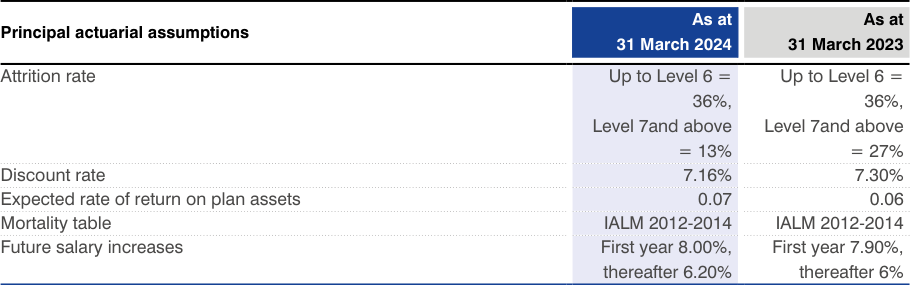 Principal actuarial assumptions
As at
31 March 2024
As at
31 March 2023
Attrition rate
Up to Level 6 =
36%,
Level 7and above
= 13%
Up to Level 6 =
36%,
Level 7and above
= 27%
Discount rate 7.16% 7.30%
Expected rate of return on plan assets 0.07 0.06
Mortality table IALM 2012-2014 IALM 2012-2014
Future salary increases
First year 8.00%,
thereafter 6.20%
First year 7.90%,
thereafter 6%